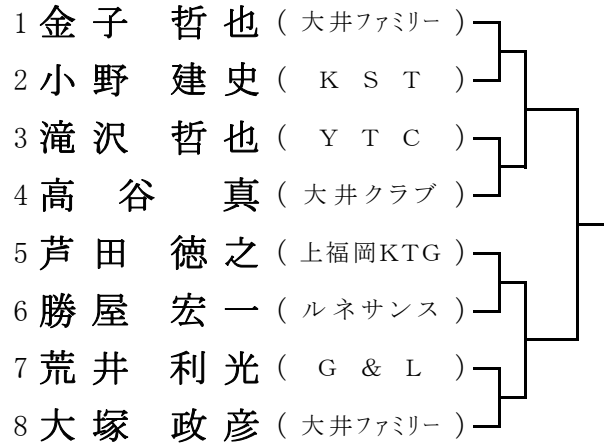 1 金子 哲也 ( 大井ファミリー )
2 小野 建史 ( K S T )
3 滝沢 哲也 ( Y T C )
4 高谷 真 ( 大井クラブ )
5 芦田 徳之 ( 上福岡KTG )
6 勝屋 宏一 ( ルネサンス )
7 荒井 利光 ( G & L )
8 大塚 政彦 ( 大井ファミリー )